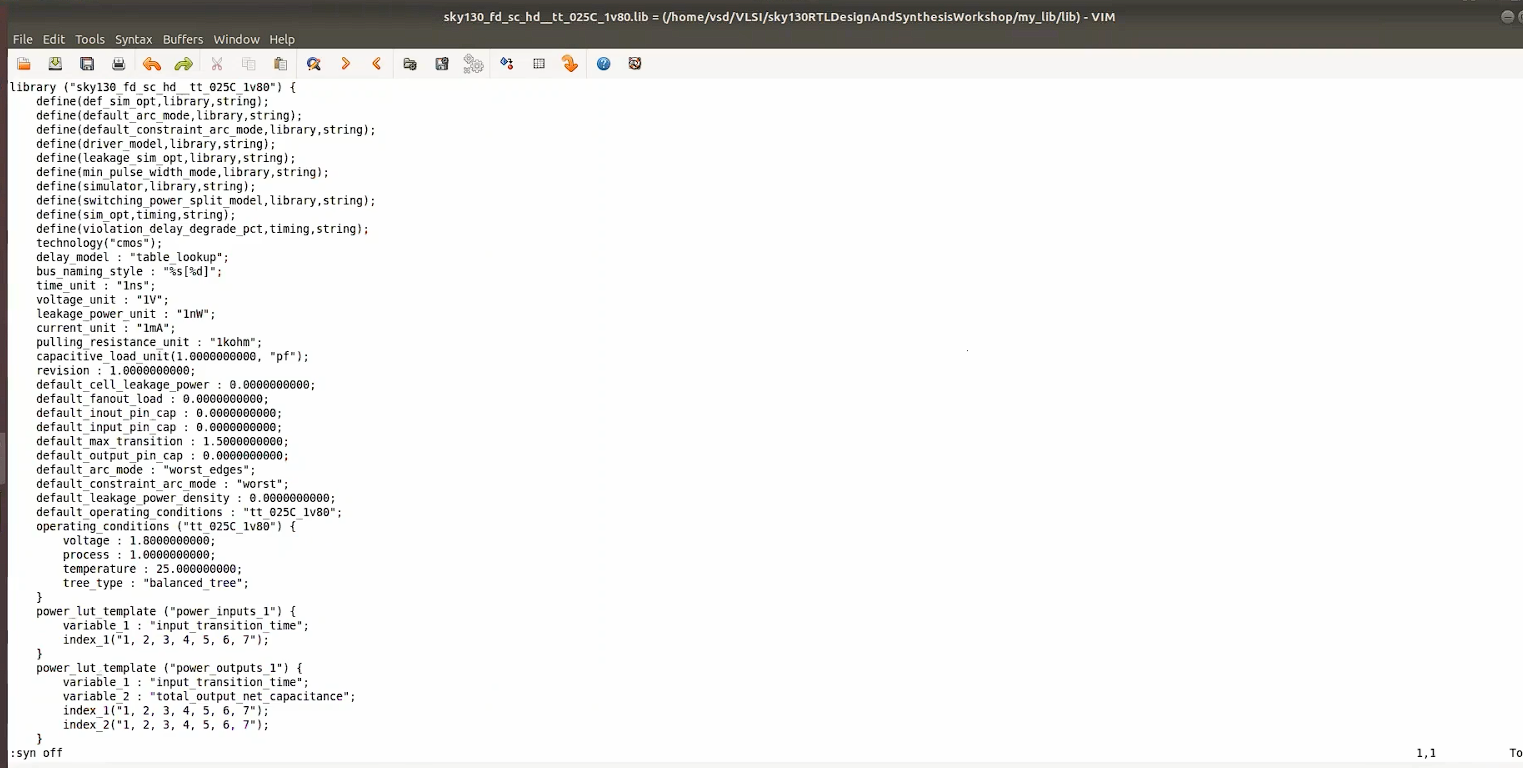 sky130_fd_sc_hd__tt_025C_1v80.lib = (/home/vsd/VLSI/sky130RTLDesignAndSynthesisWorkshop/my_lib/lib) - VIM
File Edit Tools Syntax Buffers Window Help
library ("sky130_fd_sc_hd__tt_025C_1v80") {
    define(def_sim_opt,library,string);
    define(default_arc_mode,library,string);
    define(default_constraint_arc_mode,library,string);
    define(driver_model,library,string);
    define(leakage_sim_opt,library,string);
    define(min_pulse_width_mode,library,string);
    define(simulator,library,string);
    define(switching_power_split_model,library,string);
    define(sim_opt,timing,string);
    define(violation_delay_degrade_pct,timing,string);
    technology("cmos");
    delay_model : "table_lookup";
    bus_naming_style : "%s[%d]";
    time_unit : "1ns";
    voltage_unit : "1V";
    leakage_power_unit : "1nW";
    current_unit : "1mA";
    pulling_resistance_unit : "1kohm";
    capacitive_load_unit(1.0000000000, "pf");
    revision : 1.0000000000;
    default_cell_leakage_power : 0.0000000000;
    default_fanout_load : 0.0000000000;
    default_inout_pin_cap : 0.0000000000;
    default_input_pin_cap : 0.0000000000;
    default_max_transition : 1.5000000000;
    default_output_pin_cap : 0.0000000000;
    default_arc_mode : "worst_edges";
    default_constraint_arc_mode : "worst";
    default_leakage_power_density : 0.0000000000;
    default_operating_conditions : "tt_025C_1v80";
    operating_conditions ("tt_025C_1v80") {
        voltage : 1.8000000000;
        process : 1.0000000000;
        temperature : 25.000000000;
        tree_type : "balanced_tree";
    }
    power_lut_template ("power_inputs_1") {
        variable_1 : "input_transition_time";
        index_1("1, 2, 3, 4, 5, 6, 7");
    }
    power_lut_template ("power_outputs_1") {
        variable_1 : "input_transition_time";
        variable_2 : "total_output_net_capacitance";
        index_1("1, 2, 3, 4, 5, 6, 7");
        index_2("1, 2, 3, 4, 5, 6, 7");
    }
:syn off 1,1 To